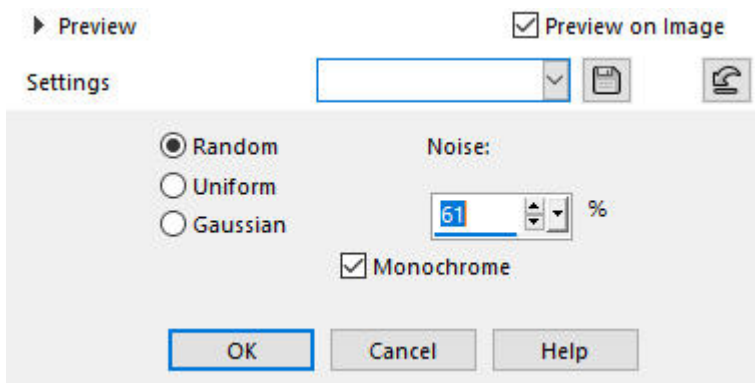 Preview Preview on Image
Settings
Random Noise:
Uniform
61 %
Gaussian
Monochrome
OK Cancel Help